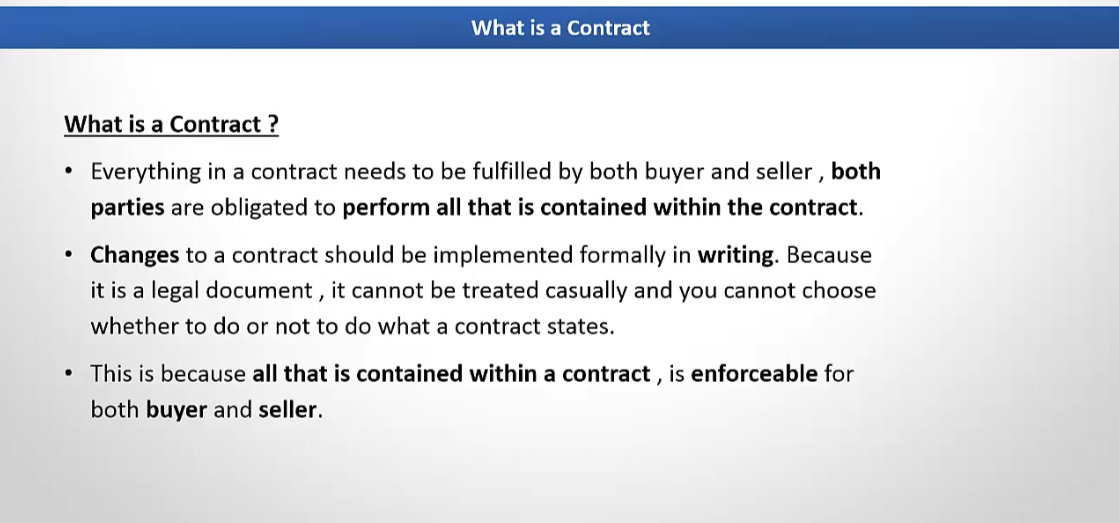 What is a Contract
What is a Contract ?
• Everything in a contract needs to be fulfilled by both buyer and seller , both
parties are obligated to perform all that is contained within the contract.
• Changes to a contract should be implemented formally in writing. Because
it is a legal document , it cannot be treated casually and you cannot choose
whether to do or not to do what a contract states.
• This is because all that is contained within a contract , is enforceable for
both buyer and seller.